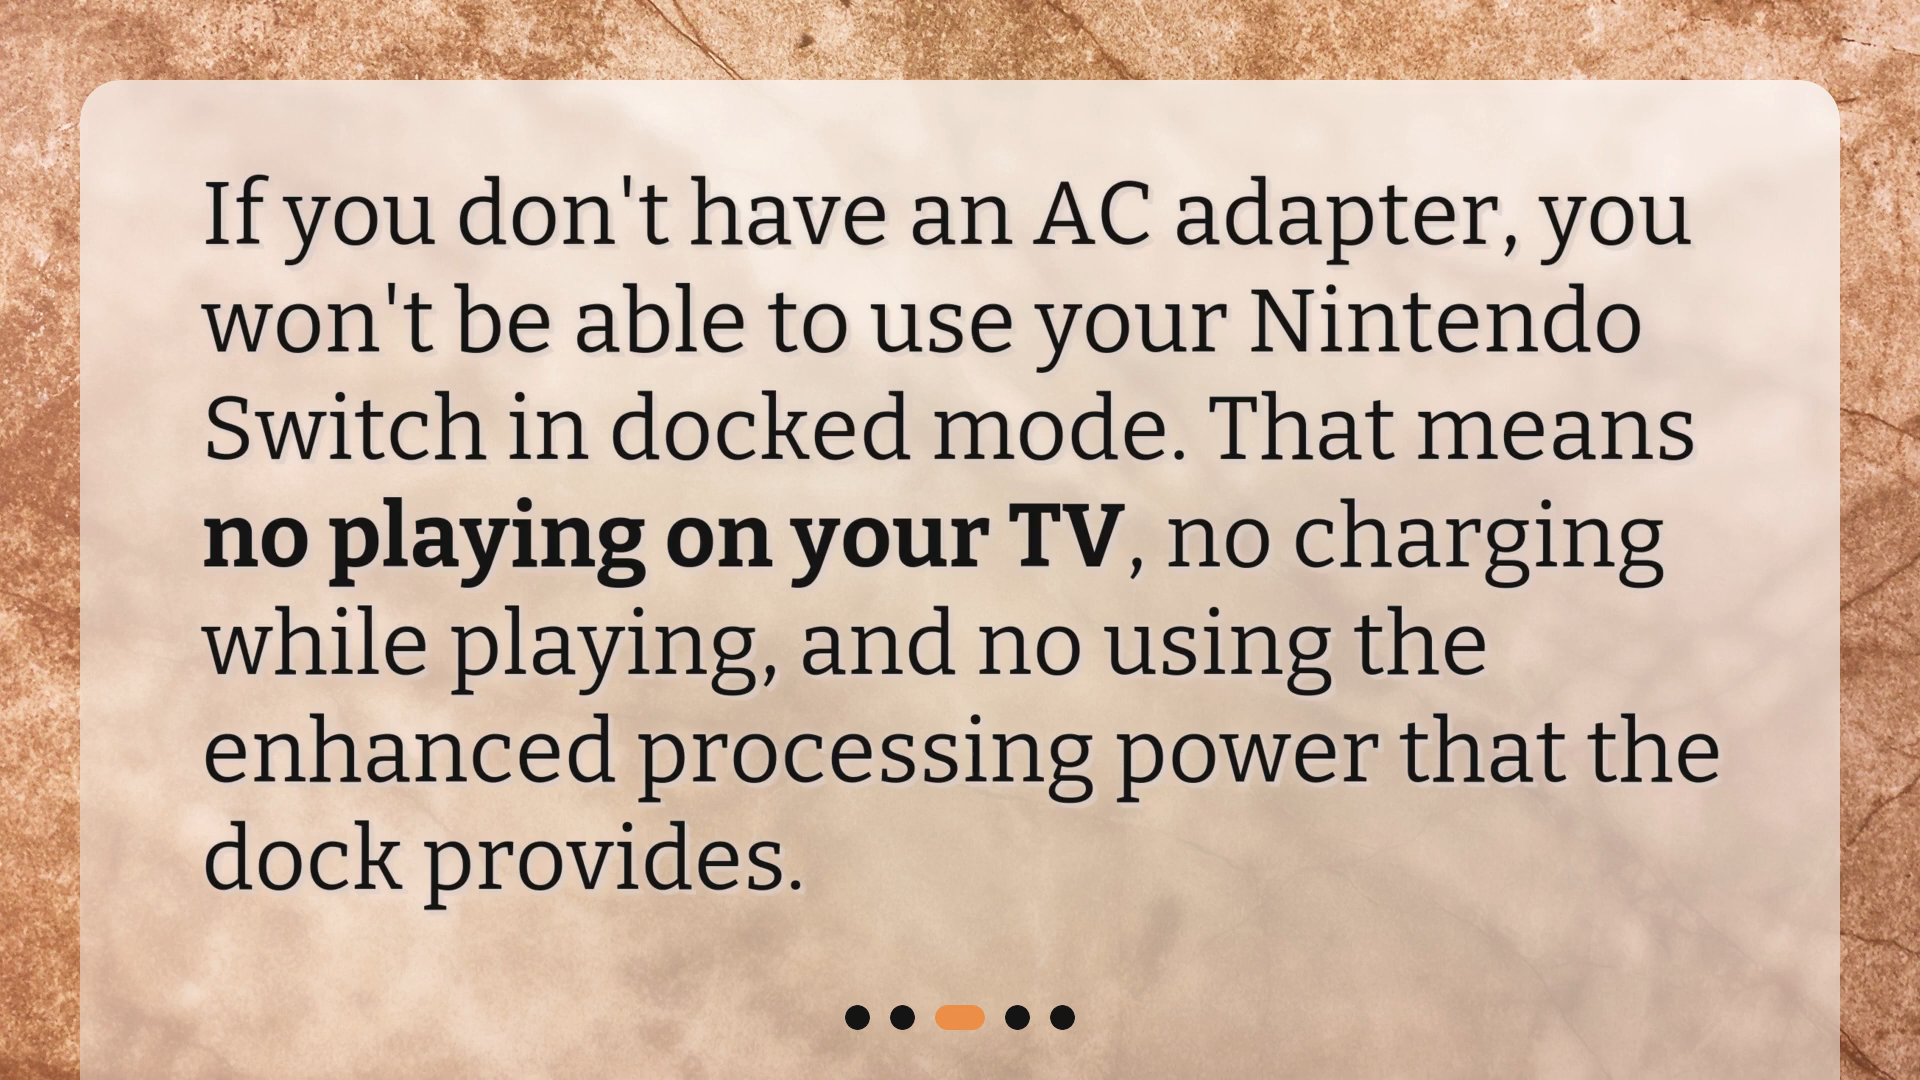 If you don't have an AC adapter, you
won't be able to use your Nintendo
Switch in docked mode. That means
no playing on your TV, no charging
while playing, and no using the
enhanced processing power that the
dock provides.